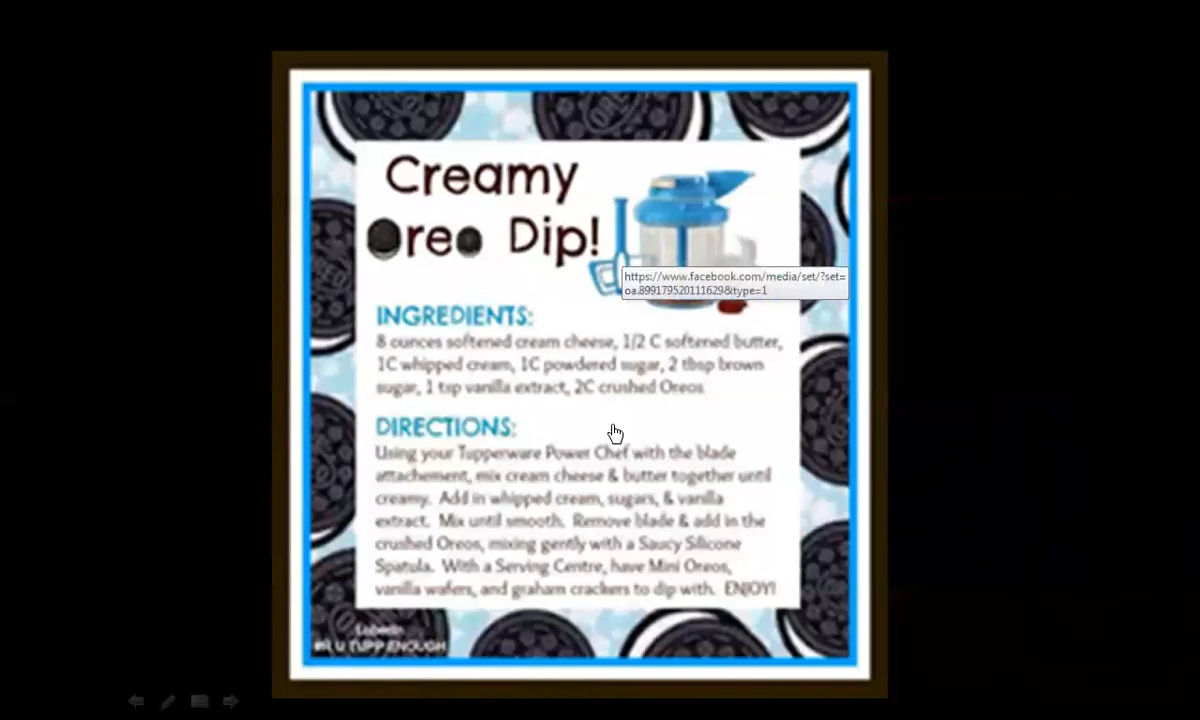 Creamy
Oreo Dip!
https://www.facebook.com/media/set/?set=
oa.899179520111629&type=1
INGREDIENTS:
8 ounces softened cream cheese, 1/2 C softened butter,
1C whipped cream, 1C powdered sugar, 2 tbsp brown
sugar, 1 tsp vanilla extract, 2C crushed Oreos
DIRECTIONS:
Using your Tupperware Power Chef with the blade
attachement, mix cream cheese & butter together until
creamy. Add in whipped cream, sugars, & vanilla
extract. Mix until smooth. Remove blade & add in the
crushed Oreos, mixing gently with a Saucy Silicone
Spatula. With a Serving Centre, have Mini Oreos,
vanilla wafers, and graham crackers to dip with. ENJOY!
U TUPP ENOUGH